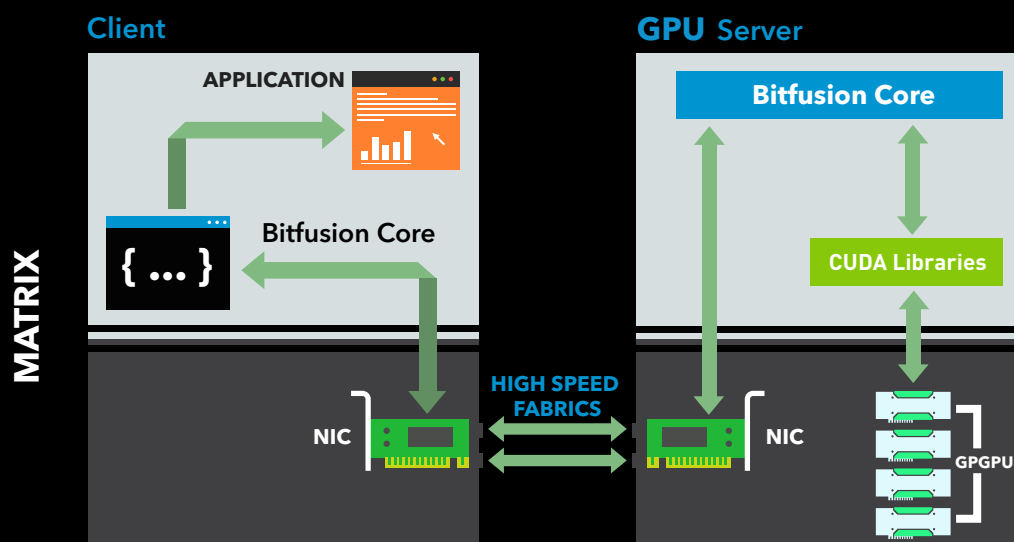 Client
GPU Server
APPLICATION
Bitfusion Core
Bitfusion Core
{ ... }
CUDA Libraries
MATRIX
HIGH SPEED
FABRICS
NIC
NIC
GPGPU